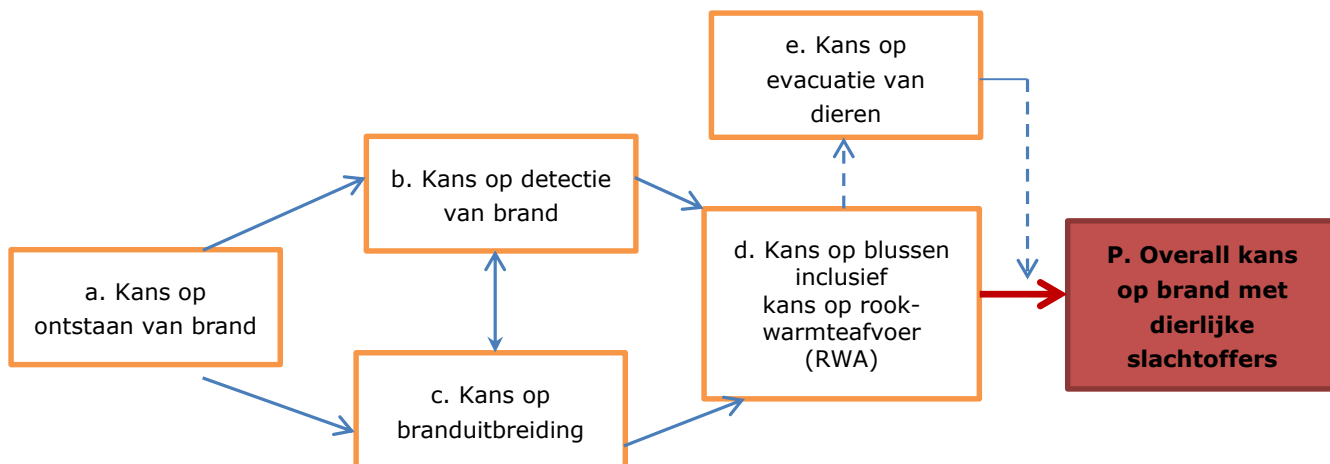 a. Kans op
ontstaan van brand
b. Kans op detectie
van brand
c. Kans op
branduitbreiding
d. Kans op blussen
inclusief
kans op rook-
warmteafvoer
(RWA)
e. Kans op
evacuatie van
dieren
P. Overall kans
op brand met
dierlijke
slachtoffers